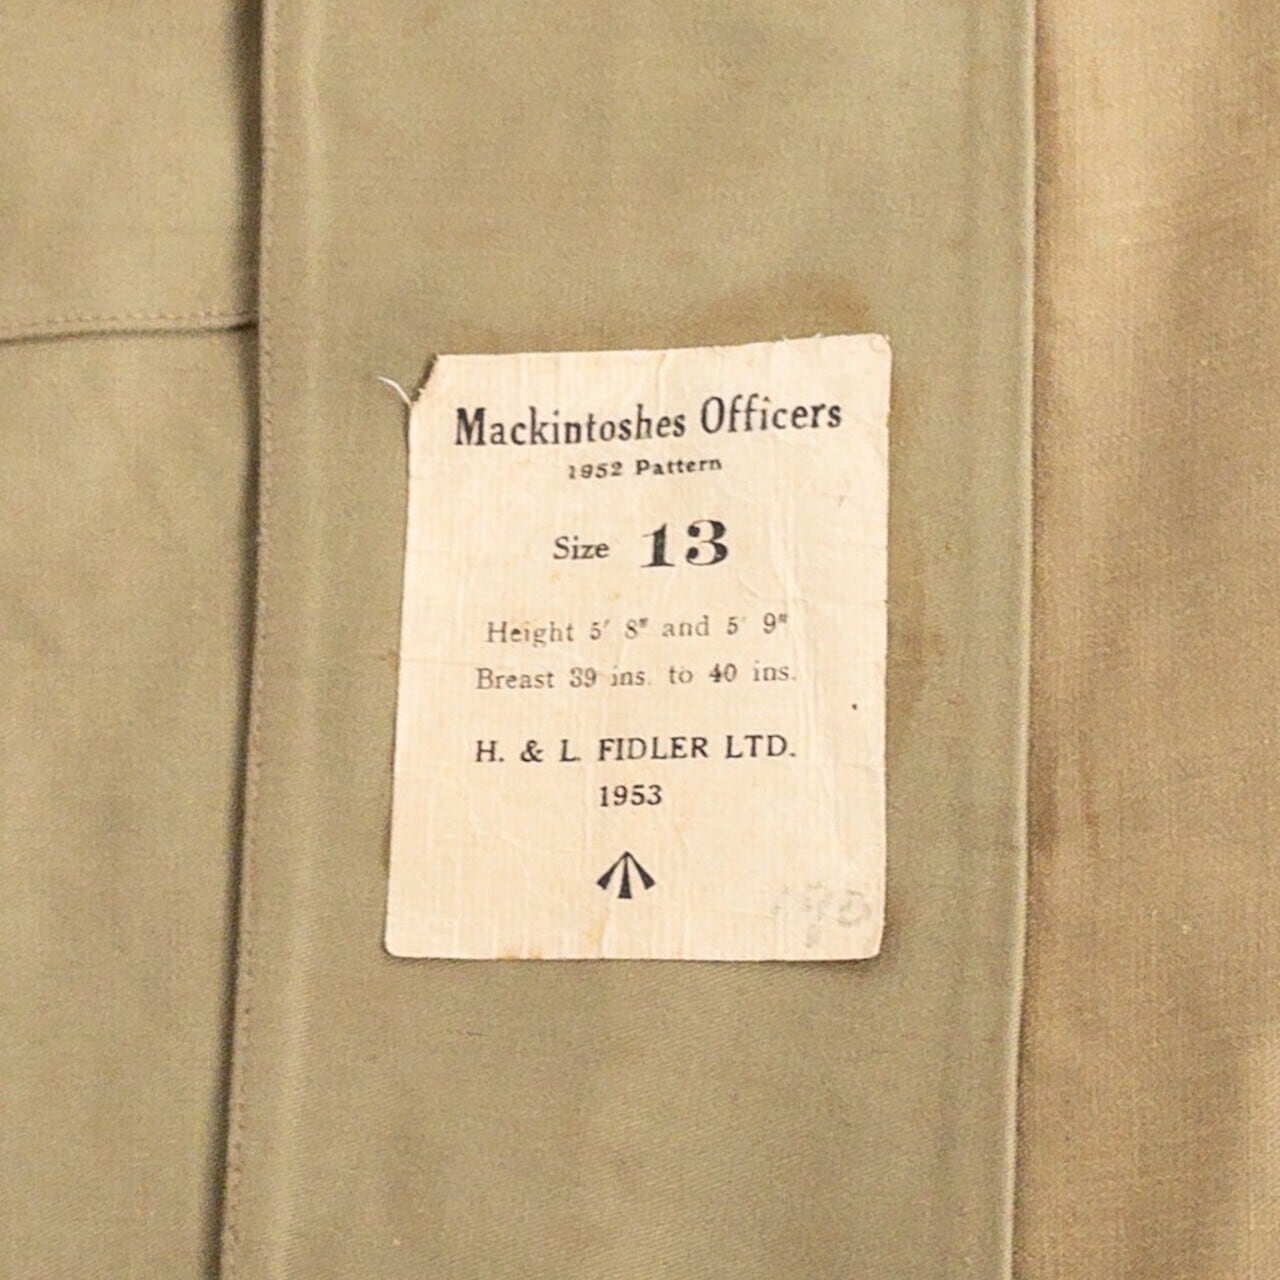 Mackintoshes Officers
1952 Pattern
Size 13
Height 5' 8" and 5' 9"
Breast 39 ins. to 40 ins.
H. & L. FIDLER LTD.
1953